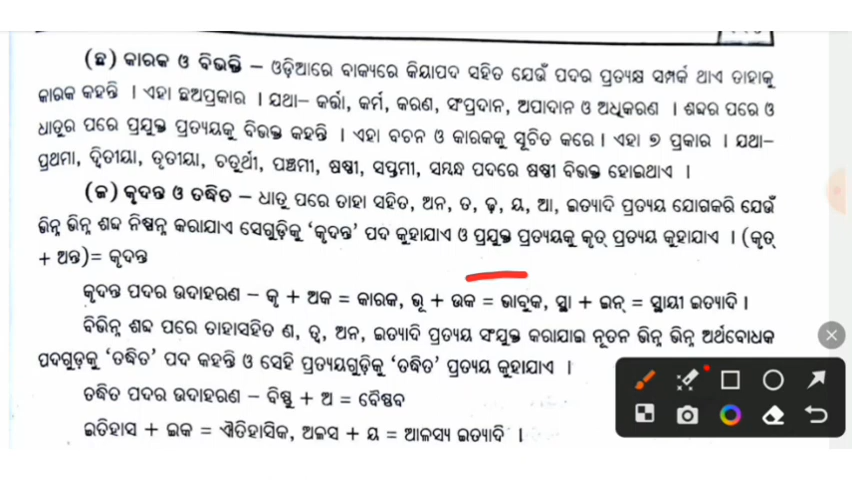 (ଛ) କାରକ ଓ ବିଭକ୍ତି – ଓଡ଼ିଆରେ ବାକ୍ୟରେ କିୟାପଦ ସହିତ ଯେଉଁ ପଦର ପ୍ରତ୍ୟକ୍ଷ ସମ୍ପର୍କ ଥାଏ ତାହାକୁ
କାରକ କହନ୍ତି । ଏହା ଛଅପ୍ରକାର । ଯଥା– କର୍ତ୍ତା, କର୍ମ, କରଣ, ସଂପ୍ରଦାନ, ଅପାଦାନ ଓ ଅଧିକରଣ । ଶବ୍ଦର ପରେ ଓ
ଧାତୁର ପରେ ପ୍ରଯୁକ୍ତ ପ୍ରତ୍ୟୟକୁ ବିଭକ୍ତି କହନ୍ତି । ଏହା ବଚନ ଓ କାରକକୁ ସୂଚିତ କରେ । ଏହା ୭ ପ୍ରକାର । ଯଥା–
ପ୍ରଥମା, ଦ୍ୱିତୀୟା, ତୃତୀୟା, ଚତୁର୍ଥୀ, ପଞ୍ଚମୀ, ଷଷ୍ଠୀ, ସପ୍ତମୀ, ସମ୍ବନ୍ଧ ପଦରେ ଷଷ୍ଠୀ ବିଭକ୍ତି ହୋଇଥାଏ ।
(ଜ) କୃଦନ୍ତ ଓ ତଦ୍ଧିତ – ଧାତୁ ପରେ ତାହା ସହିତ, ଅନ, ତ, ଢ଼, ୟ, ଆ, ଇତ୍ୟାଦି ପ୍ରତ୍ୟୟ ଯୋଗକରି ଯେଉଁ
ଭିନ୍ନ ଭିନ୍ନ ଶବ୍ଦ ନିଷ୍ପନ୍ନ କରାଯାଏ ସେଗୁଡ଼ିକୁ ‘କୃଦନ୍ତ’ ପଦ କୁହାଯାଏ ଓ ପ୍ରଯୁକ୍ତ ପ୍ରତ୍ୟୟକୁ କୃତ୍ ପ୍ରତ୍ୟୟ କୁହାଯାଏ । (କୃତ୍
+ ଅନ୍ତ)= କୃଦନ୍ତ
କୃଦନ୍ତ ପଦର ଉଦାହରଣ – କୃ + ଅକ = କାରକ, ଭୂ + ଉକ = ଭାବୁକ, ସ୍ଥା + ଇନ୍ = ସ୍ଥାୟୀ ଇତ୍ୟାଦି ।
ବିଭିନ୍ନ ଶବ୍ଦ ପରେ ତାହାସହିତ ଣ, ତ୍ୱ, ଅନ, ଇତ୍ୟାଦି ପ୍ରତ୍ୟୟ ସଂଯୁକ୍ତ କରାଯାଇ ନୂତନ ଭିନ୍ନ ଭିନ୍ନ ଅର୍ଥବୋଧକ
ପଦଗୁଡ଼କୁ ‘ତଦ୍ଧିତ’ ପଦ କହନ୍ତି ଓ ସେହି ପ୍ରତ୍ୟୟଗୁଡ଼ିକୁ ‘ତଦ୍ଧିତ’ ପ୍ରତ୍ୟୟ କୁହାଯାଏ ।
ତଦ୍ଧିତ ପଦର ଉଦାହରଣ – ବିଷ୍ଣୁ + ଅ = ବୈଷ୍ଣବ
ଇତିହାସ + ଇକ = ଐତିହାସିକ, ଅଳସ + ୟ = ଆଳସ୍ୟ ଇତ୍ୟାଦି ।